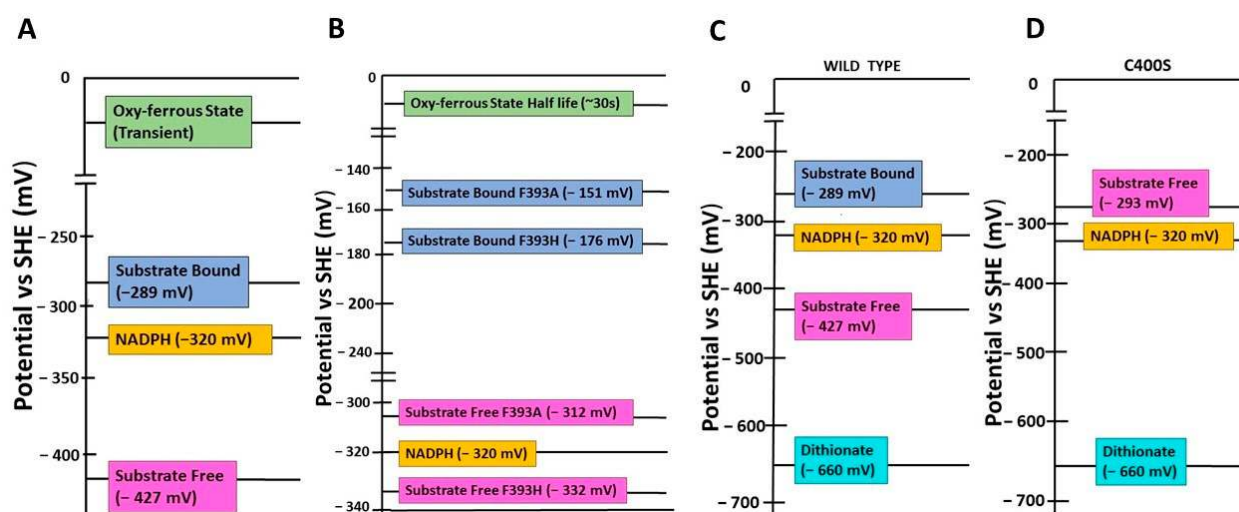 A
0
Oxy-ferrous State
(Transient)
Potential vs SHE (mV)
– 250
Substrate Bound
(–289 mV)
– 300
NADPH (–320 mV)
– 350
– 400
Substrate Free
(– 427 mV)
B
0
Oxy-ferrous State Half life (~30s)
Potential vs SHE (mV)
– 140
Substrate Bound F393A (– 151 mV)
– 160
Substrate Bound F393H (– 176 mV)
– 180
– 200
– 240
– 300
Substrate Free F393A (– 312 mV)
NADPH (– 320 mV)
– 320
Substrate Free F393H (– 332 mV)
– 340
C
WILD TYPE
0
Potential vs SHE (mV)
– 200
Substrate Bound
(– 289 mV)
– 300
NADPH (– 320 mV)
– 400
Substrate Free
(– 427 mV)
– 500
– 600
Dithionate
(– 660 mV)
– 700
D
C400S
0
Potential vs SHE (mV)
– 200
Substrate Free
(– 293 mV)
– 300
NADPH (– 320 mV)
– 400
– 500
– 600
Dithionate
(– 660 mV)
– 700